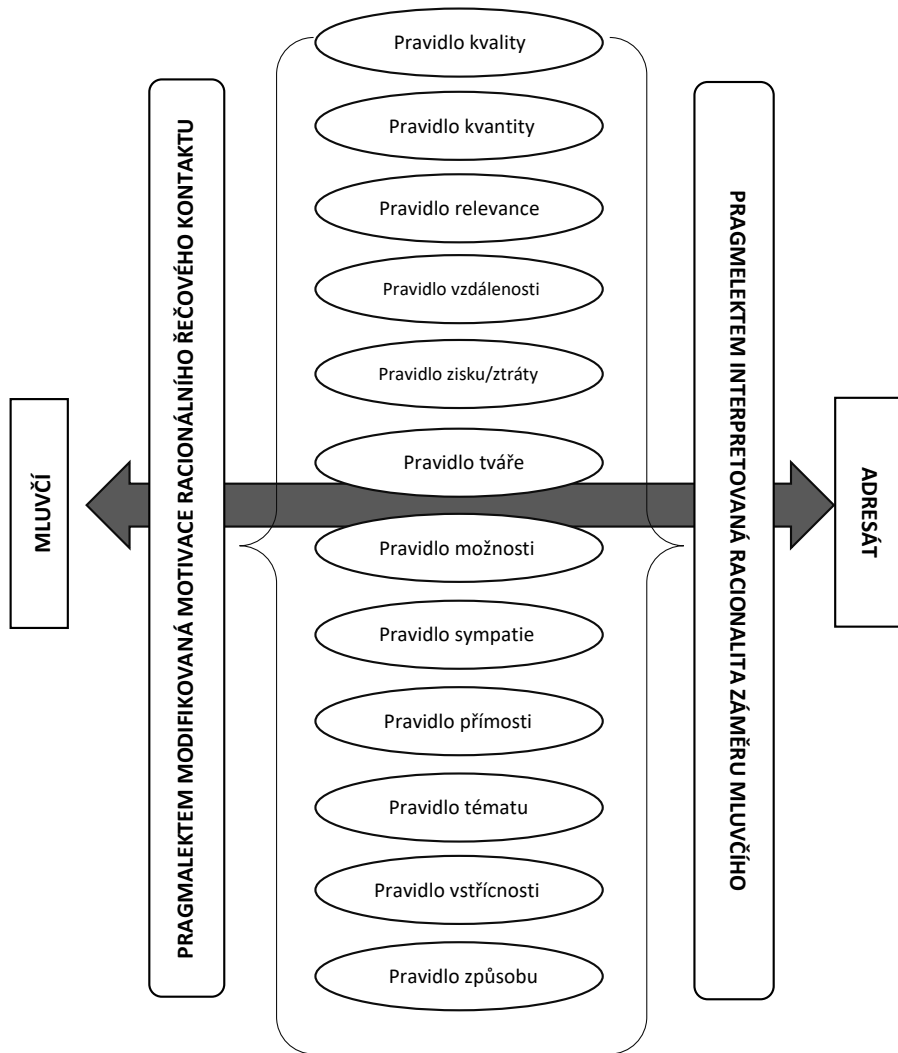 MLUVČÍ
PRAGMALEKTEM MODIFIKOVANÁ MOTIVACE RACIONÁLNÍHO ŘEČOVÉHO KONTAKTU
Pravidlo kvality
Pravidlo kvantity
Pravidlo relevance
Pravidlo vzdálenosti
Pravidlo zisku/ztráty
Pravidlo tváře
Pravidlo možnosti
Pravidlo sympatie
Pravidlo přímosti
Pravidlo tématu
Pravidlo vstřícnosti
Pravidlo způsobu
PRAGMELEKTEM INTERPRETOVANÁ RACIONALITA ZÁMĚRU MLUVČÍHO
ADRESÁT